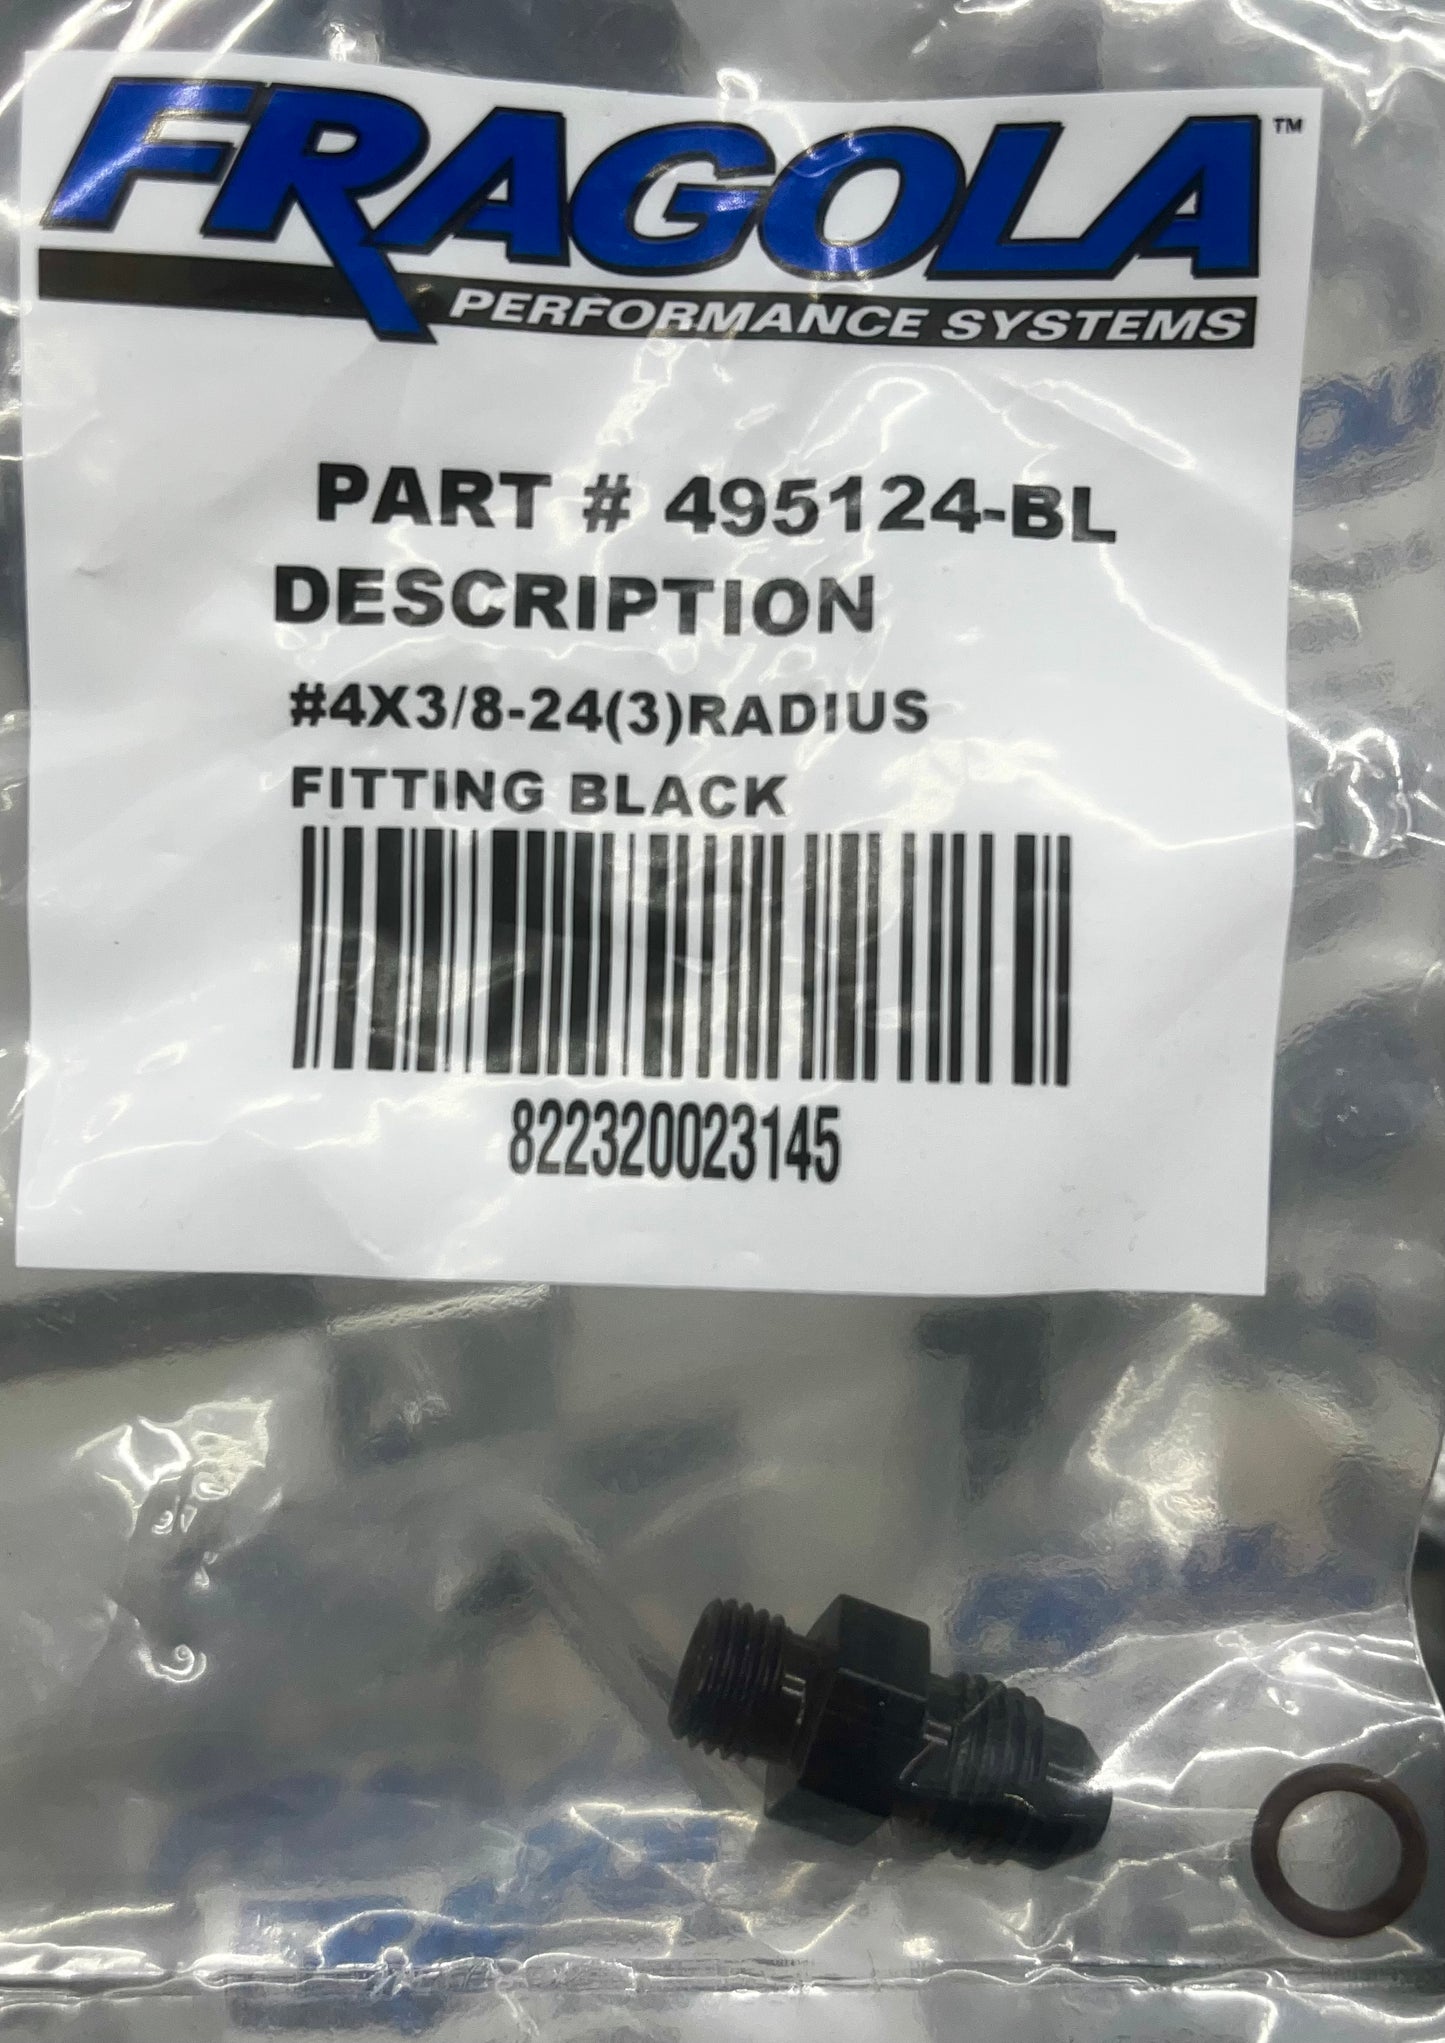 FRAGOLA™
PERFORMANCE SYSTEMS
PART # 495124-BL
DESCRIPTION
#4X3/8-24(3)RADIUS
FITTING BLACK
822320023145